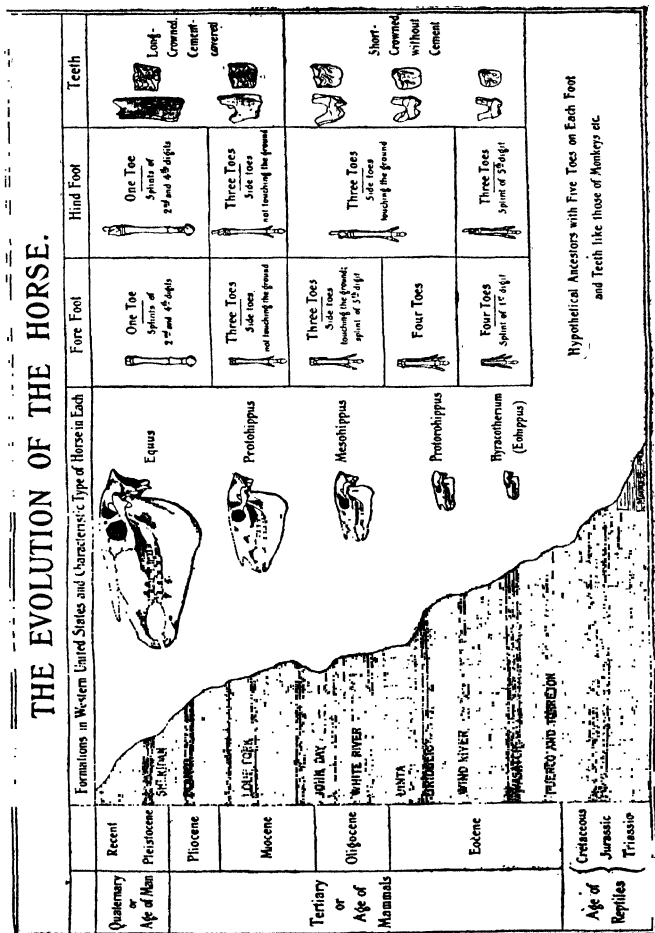 THE EVOLUTION OF THE HORSE.
Formations in Western United States and Characteristic Type of Horse in Each
Fore Foot
Hind Foot
Teeth
Quaternary
or
Age of Man
Recent
Pleistocene
SHERIDAN
Equus
One Toe
Splints of
2nd and 4th digits
One Toe
Splints of
2nd and 4th digits
Long-
Crowned,
Cement-
covered
Tertiary
or
Age of
Mammals
Pliocene
Miocene
LOUP FORK
Protohippus
Three Toes
Side toes
not touching the ground
Three Toes
Side toes
not touching the ground
Oligocene
JOHN DAY
WHITE RIVER
Mesohippus
Three Toes
Side toes
touching the ground;
splint of 5th digit
Three Toes
Side toes
touching the ground
Short-
Crowned,
without
Cement
Eocene
UINTA
BRIDGER
WIND RIVER
WASATCH
PUERCO AND TORREJON
Protorohippus
Four Toes
Hyracotherium
(Eohippus)
Four Toes
Splint of 1st digit
Three Toes
Splint of 5th digit
Age of
Reptiles
Cretaceous
Jurassic
Triassic
Hypothetical Ancestors with Five Toes on Each Foot
and Teeth like those of Monkeys etc.